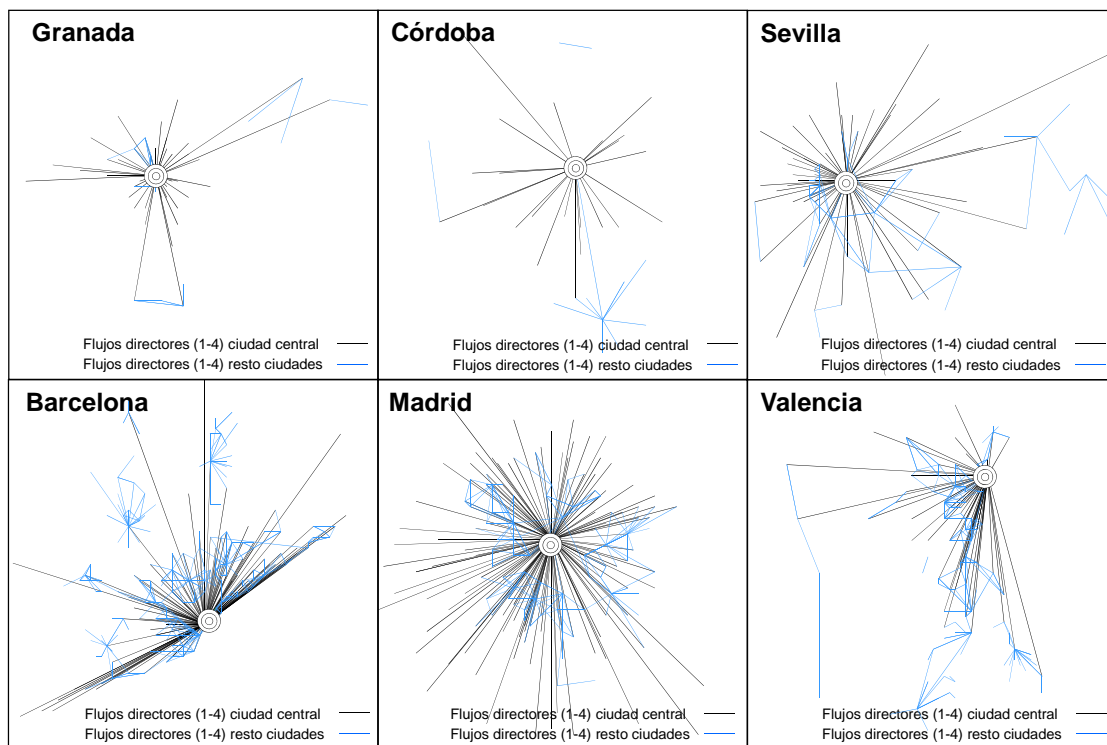 Granada
Flujos directores (1-4) ciudad central
Flujos directores (1-4) resto ciudades
Córdoba
Flujos directores (1-4) ciudad central
Flujos directores (1-4) resto ciudades
Sevilla
Flujos directores (1-4) ciudad central
Flujos directores (1-4) resto ciudades
Barcelona
Flujos directores (1-4) ciudad central
Flujos directores (1-4) resto ciudades
Madrid
Flujos directores (1-4) ciudad central
Flujos directores (1-4) resto ciudades
Valencia
Flujos directores (1-4) ciudad central
Flujos directores (1-4) resto ciudades